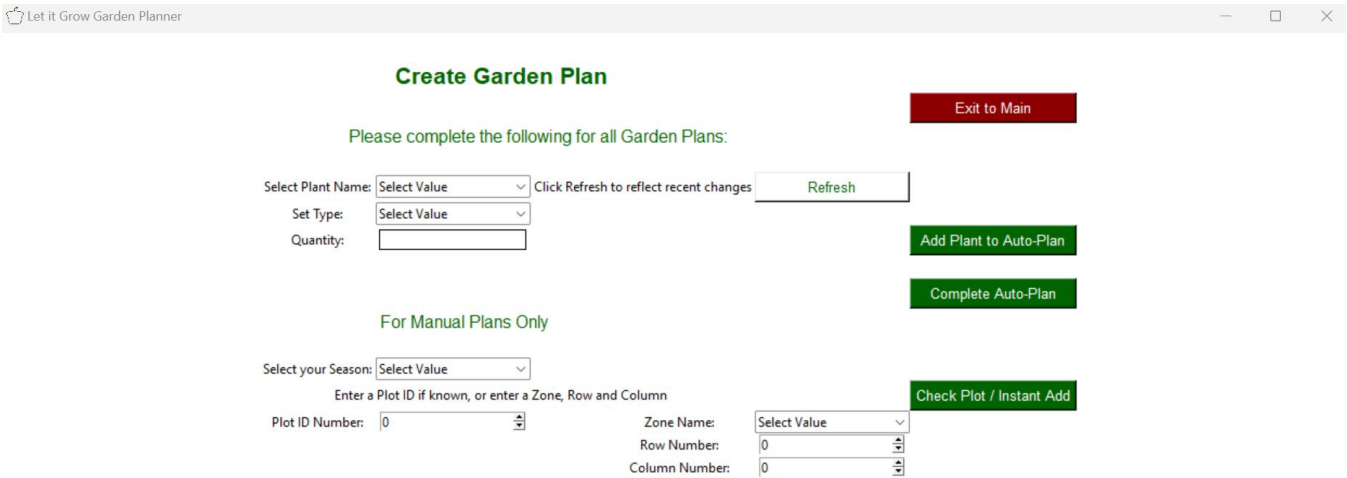 Let it Grow Garden Planner
Create Garden Plan
Exit to Main
Please complete the following for all Garden Plans:
Select Plant Name: Select Value Click Refresh to reflect recent changes Refresh
Set Type: Select Value
Quantity:
Add Plant to Auto-Plan
Complete Auto-Plan
For Manual Plans Only
Select your Season: Select Value
Enter a Plot ID if known, or enter a Zone, Row and Column
Check Plot / Instant Add
Plot ID Number: 0 Zone Name: Select Value
Row Number: 0
Column Number: 0